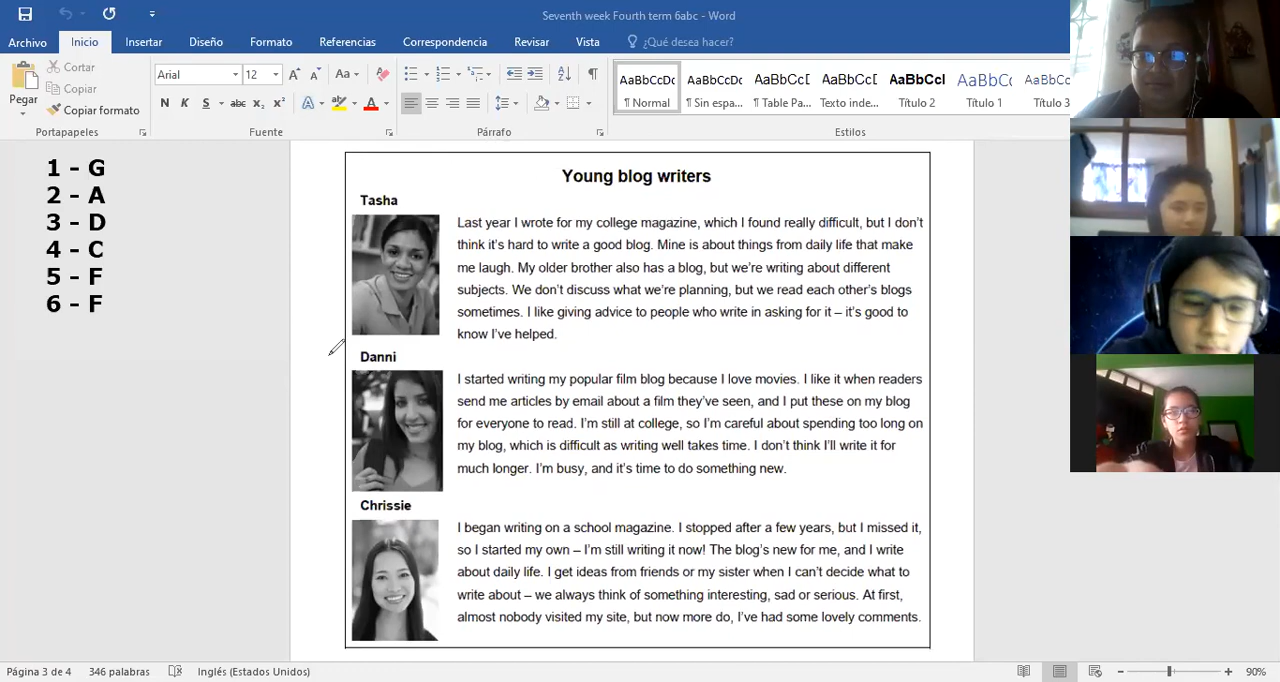 Seventh week Fourth term 6abc - Word
Archivo Inicio Insertar Diseño Formato Referencias Correspondencia Revisar Vista ¿Qué desea hacer?
Pegar
Cortar
Copiar
Copiar formato
Arial 12 Aa
N K S abc x₂ x² A A
AaBbCcDc AaBbCcDc AaBbCcI AaBbCcD AaBbCcI AaBbCcD AaBbC
¶ Normal ¶ Sin espa... ¶ Table Pa... Texto inde... Título 2 Título 1 Título 3
Portapapeles Fuente Párrafo Estilos
1 - G
2 - A
3 - D
4 - C
5 - F
6 - F
Young blog writers
Tasha
Last year I wrote for my college magazine, which I found really difficult, but I don't
think it's hard to write a good blog. Mine is about things from daily life that make
me laugh. My older brother also has a blog, but we're writing about different
subjects. We don't discuss what we're planning, but we read each other's blogs
sometimes. I like giving advice to people who write in asking for it – it's good to
know I've helped.
Danni
I started writing my popular film blog because I love movies. I like it when readers
send me articles by email about a film they've seen, and I put these on my blog
for everyone to read. I'm still at college, so I'm careful about spending too long on
my blog, which is difficult as writing well takes time. I don't think I'll write it for
much longer. I'm busy, and it's time to do something new.
Chrissie
I began writing on a school magazine. I stopped after a few years, but I missed it,
so I started my own – I'm still writing it now! The blog's new for me, and I write
about daily life. I get ideas from friends or my sister when I can't decide what to
write about – we always think of something interesting, sad or serious. At first,
almost nobody visited my site, but now more do, I've had some lovely comments.
Página 3 de 4 346 palabras Inglés (Estados Unidos) 90%